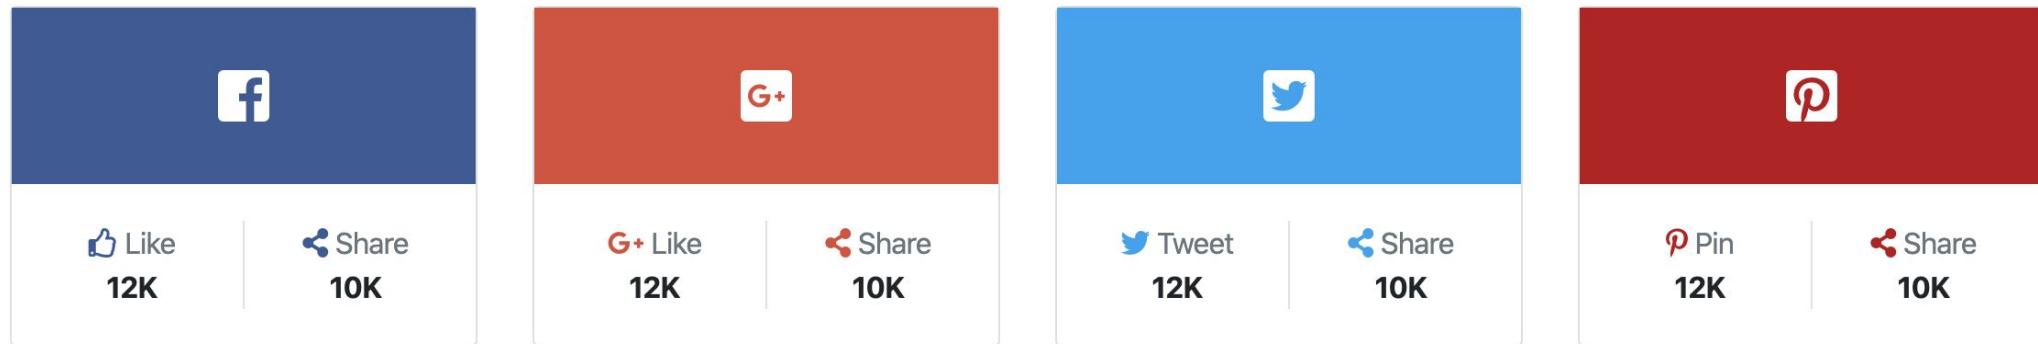 G+
Like Share
12K 10K
G+ Like Share
12K 10K
Tweet Share
12K 10K
Pin Share
12K 10K